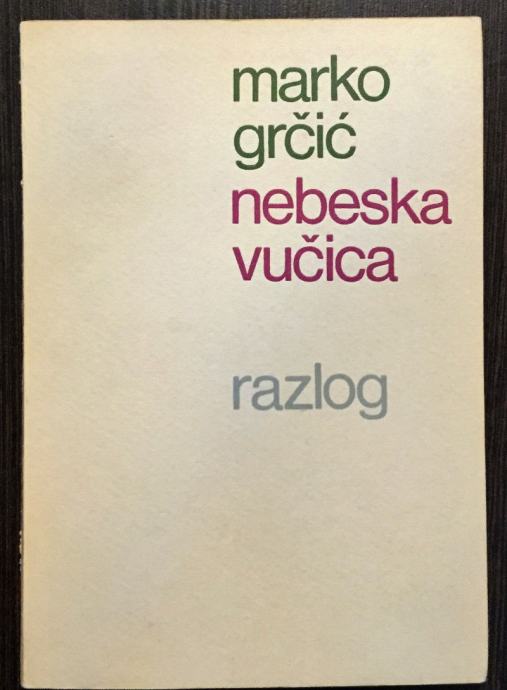 marko
grčić
nebeska
vučica
razlog